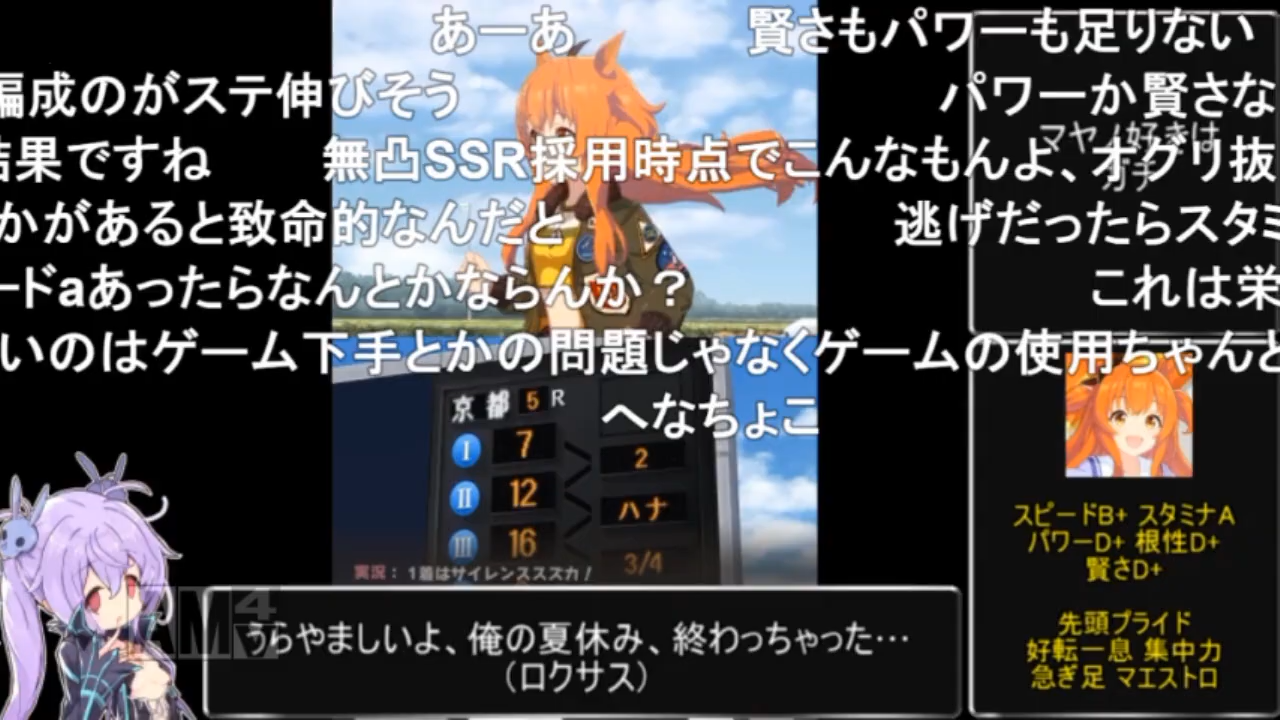 あーあ
賢さもパワーも足りない
編成のがステ伸びそう
パワーか賢さな
マヤノ好きは
結果ですね
無凸SSR採用時点でこんなもんよ、オグリ抜
ガチ
かがあると致命的なんだと
逃げだったらスタミ
ードaあったらなんとかならんか？
これは栄
いのはゲーム下手とかの問題じゃなくゲームの使用ちゃんと
へなちょこ
京都 5 R
Ⅰ 7
2
Ⅱ 12
ハナ
Ⅲ 16
3/4
実況：1着はサイレンススズカ！
スピードB+ スタミナA
パワーD+ 根性D+
賢さD+
先頭プライド
好転一息 集中力
急ぎ足 マエストロ
うらやましいよ、俺の夏休み、終わっちゃった…
（ロクサス）